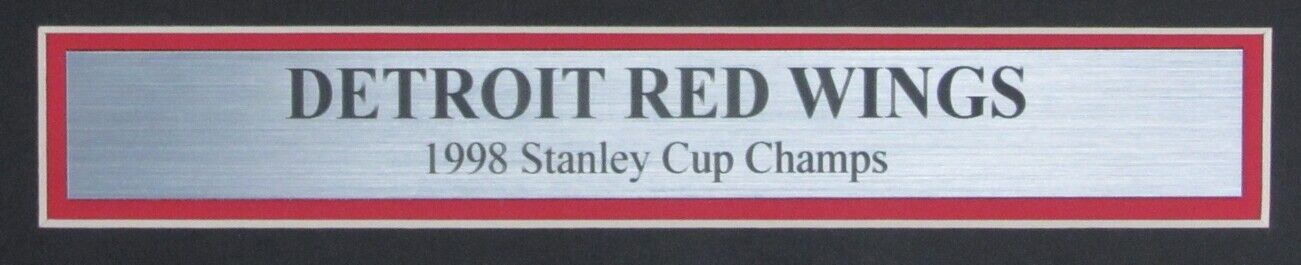 DETROIT RED WINGS
1998 Stanley Cup Champs